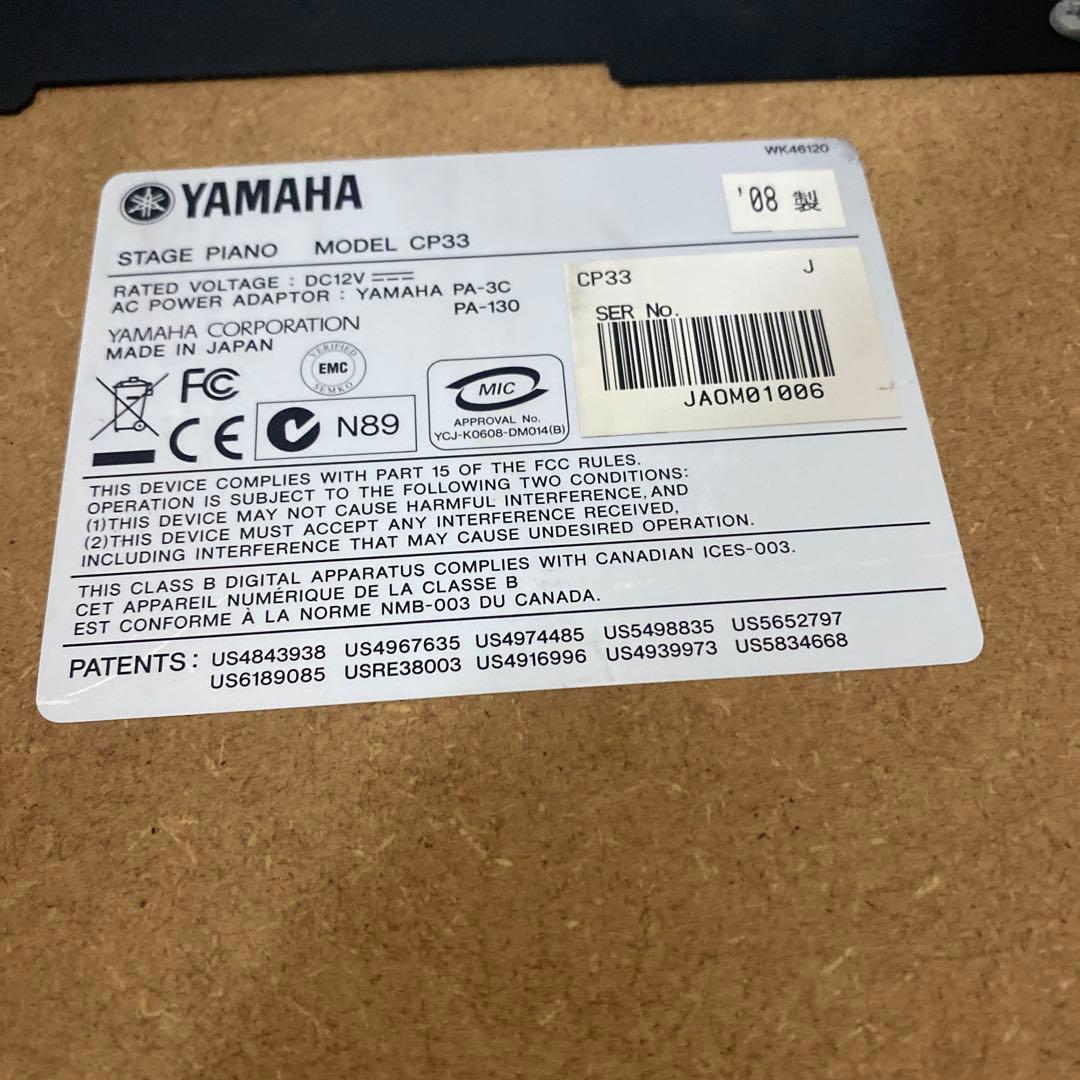 WK46120
YAMAHA
'08 製
STAGE PIANO MODEL CP33
RATED VOLTAGE : DC12V
AC POWER ADAPTOR : YAMAHA PA-3C
PA-130
YAMAHA CORPORATION
MADE IN JAPAN
CP33 J
SER No.
JAOM01006
FC
VERIFIED
EMC
SEMKO
CE
N89
MIC
APPROVAL No.
YCJ-K0608-DM014(B)
THIS DEVICE COMPLIES WITH PART 15 OF THE FCC RULES.
OPERATION IS SUBJECT TO THE FOLLOWING TWO CONDITIONS:
(1)THIS DEVICE MAY NOT CAUSE HARMFUL INTERFERENCE, AND
(2)THIS DEVICE MUST ACCEPT ANY INTERFERENCE RECEIVED,
INCLUDING INTERFERENCE THAT MAY CAUSE UNDESIRED OPERATION.
THIS CLASS B DIGITAL APPARATUS COMPLIES WITH CANADIAN ICES-003.
CET APPAREIL NUMÉRIQUE DE LA CLASSE B
EST CONFORME À LA NORME NMB-003 DU CANADA.
PATENTS: US4843938 US4967635 US4974485 US5498835 US5652797
US6189085 USRE38003 US4916996 US4939973 US5834668